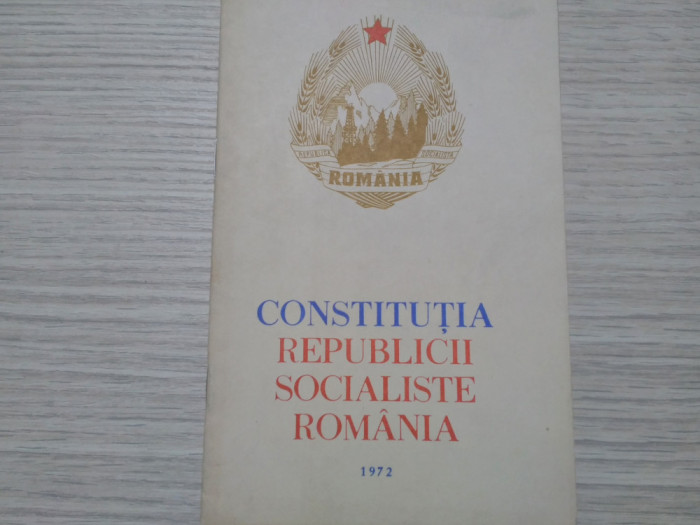 ROMÂNIA
CONSTITUȚIA
REPUBLICII
SOCIALISTE
ROMÂNIA
1972